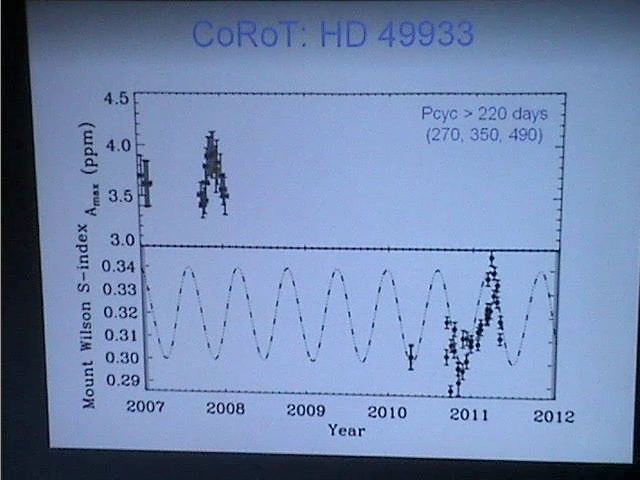 CoRoT: HD 49933
Pcyc > 220 days
(270, 350, 490)
4.5
4.0
3.5
3.0
A_max (ppm)
0.34
0.33
0.32
0.31
0.30
0.29
Mount Wilson S-index
2007 2008 2009 2010 2011 2012
Year